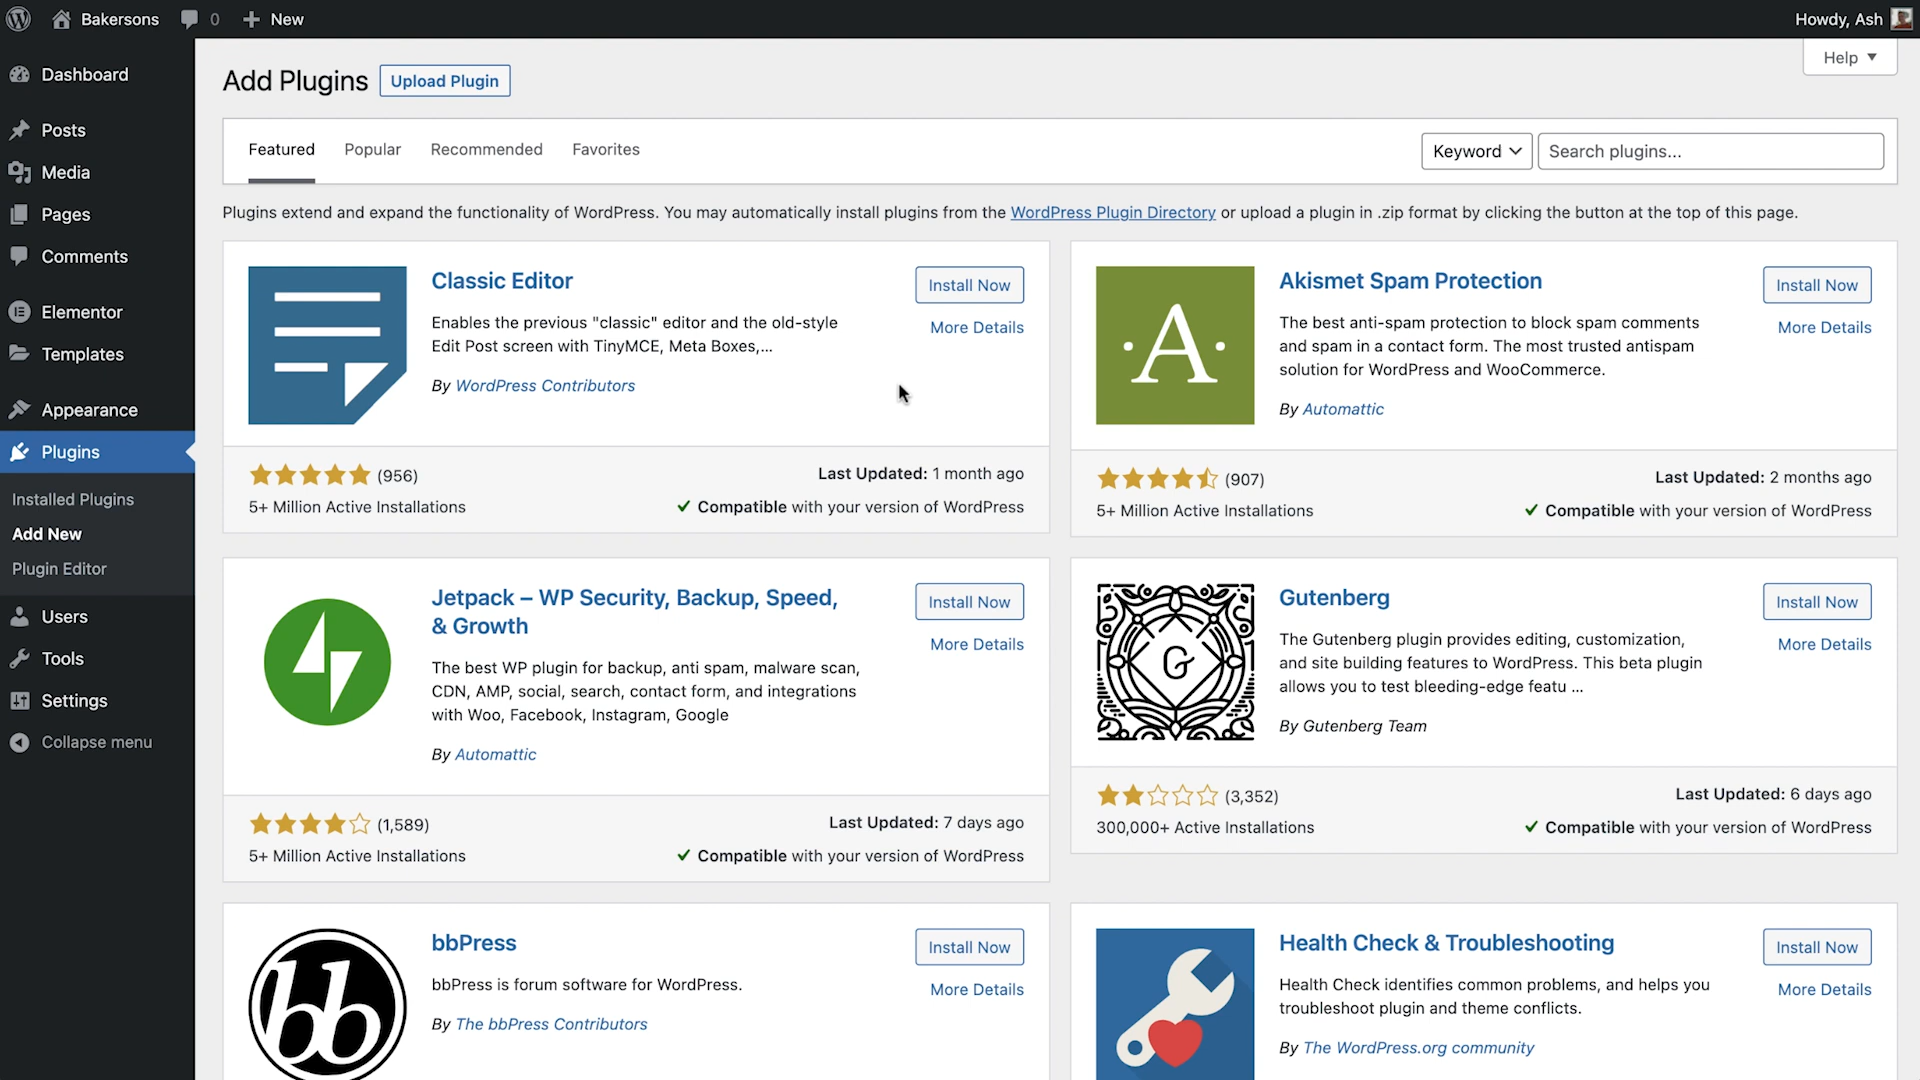 Bakersons
0
New
Howdy, Ash
Help
Dashboard
Posts
Media
Pages
Comments
Elementor
Templates
Appearance
Plugins
Installed Plugins
Add New
Plugin Editor
Users
Tools
Settings
Collapse menu
Add Plugins
Upload Plugin
Featured
Popular
Recommended
Favorites
Keyword
Search plugins...
Plugins extend and expand the functionality of WordPress. You may automatically install plugins from the WordPress Plugin Directory or upload a plugin in .zip format by clicking the button at the top of this page.
Classic Editor
Install Now
More Details
Enables the previous "classic" editor and the old-style
Edit Post screen with TinyMCE, Meta Boxes,...
By WordPress Contributors
(956)
5+ Million Active Installations
Last Updated: 1 month ago
Compatible with your version of WordPress
A
Akismet Spam Protection
Install Now
More Details
The best anti-spam protection to block spam comments
and spam in a contact form. The most trusted antispam
solution for WordPress and WooCommerce.
By Automattic
(907)
5+ Million Active Installations
Last Updated: 2 months ago
Compatible with your version of WordPress
Jetpack – WP Security, Backup, Speed,
& Growth
Install Now
More Details
The best WP plugin for backup, anti spam, malware scan,
CDN, AMP, social, search, contact form, and integrations
with Woo, Facebook, Instagram, Google
By Automattic
(1,589)
5+ Million Active Installations
Last Updated: 7 days ago
Compatible with your version of WordPress
G
Gutenberg
Install Now
More Details
The Gutenberg plugin provides editing, customization,
and site building features to WordPress. This beta plugin
allows you to test bleeding-edge featu ...
By Gutenberg Team
(3,352)
300,000+ Active Installations
Last Updated: 6 days ago
Compatible with your version of WordPress
bb
bbPress
Install Now
More Details
bbPress is forum software for WordPress.
By The bbPress Contributors
Health Check & Troubleshooting
Install Now
More Details
Health Check identifies common problems, and helps you
troubleshoot plugin and theme conflicts.
By The WordPress.org community